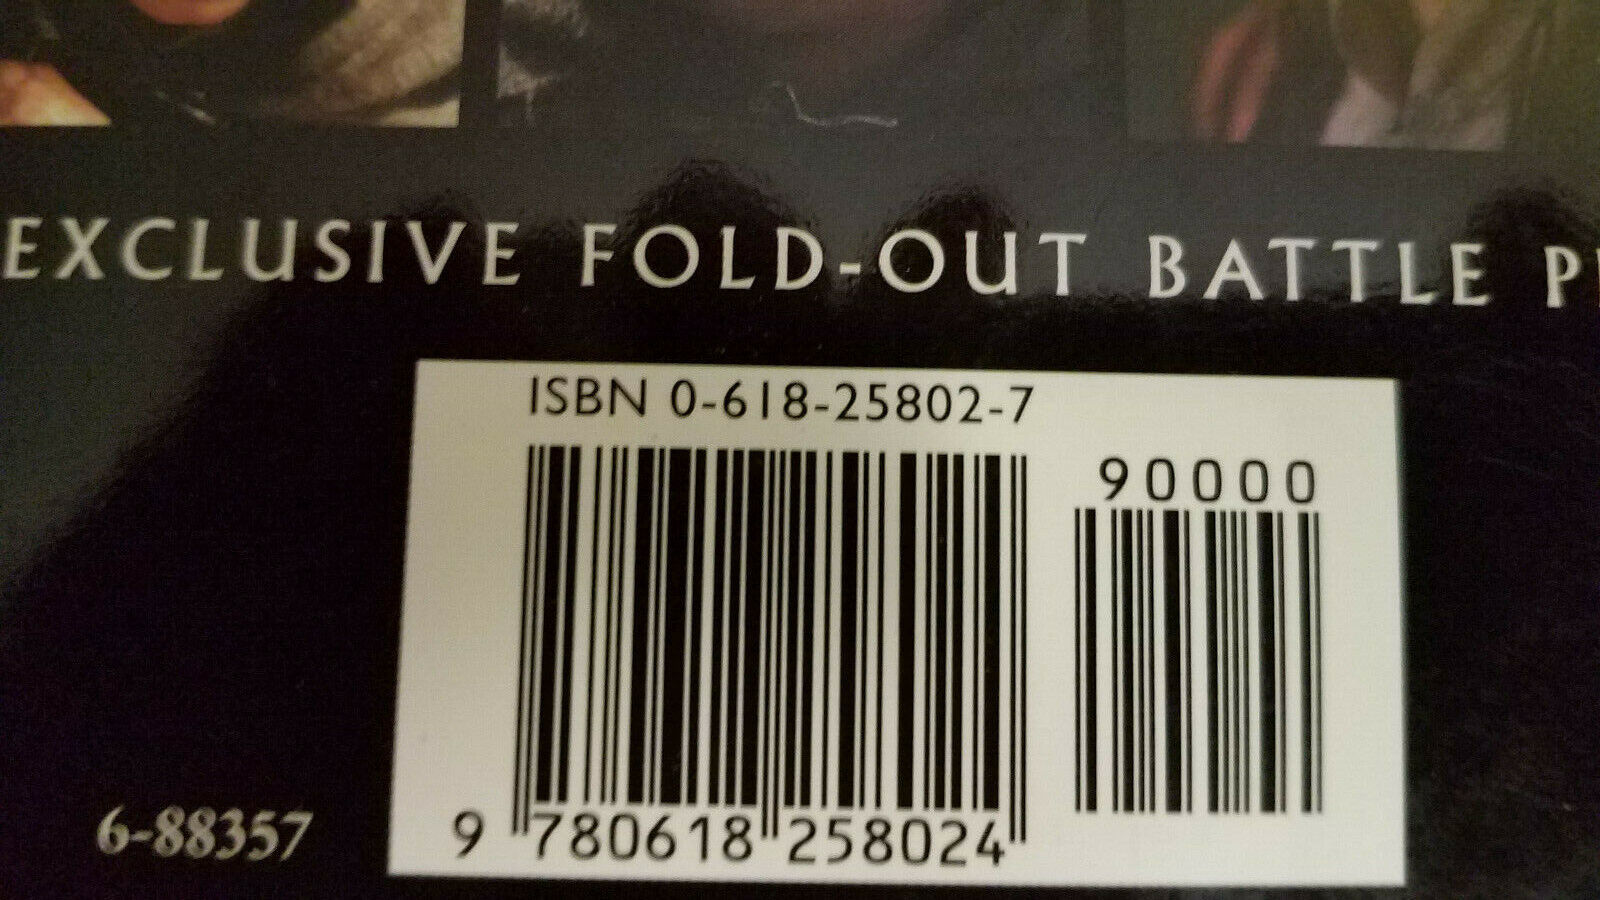 EXCLUSIVE FOLD-OUT BATTLE
ISBN 0-618-25802-7
90000
9 780618 258024
6-88357